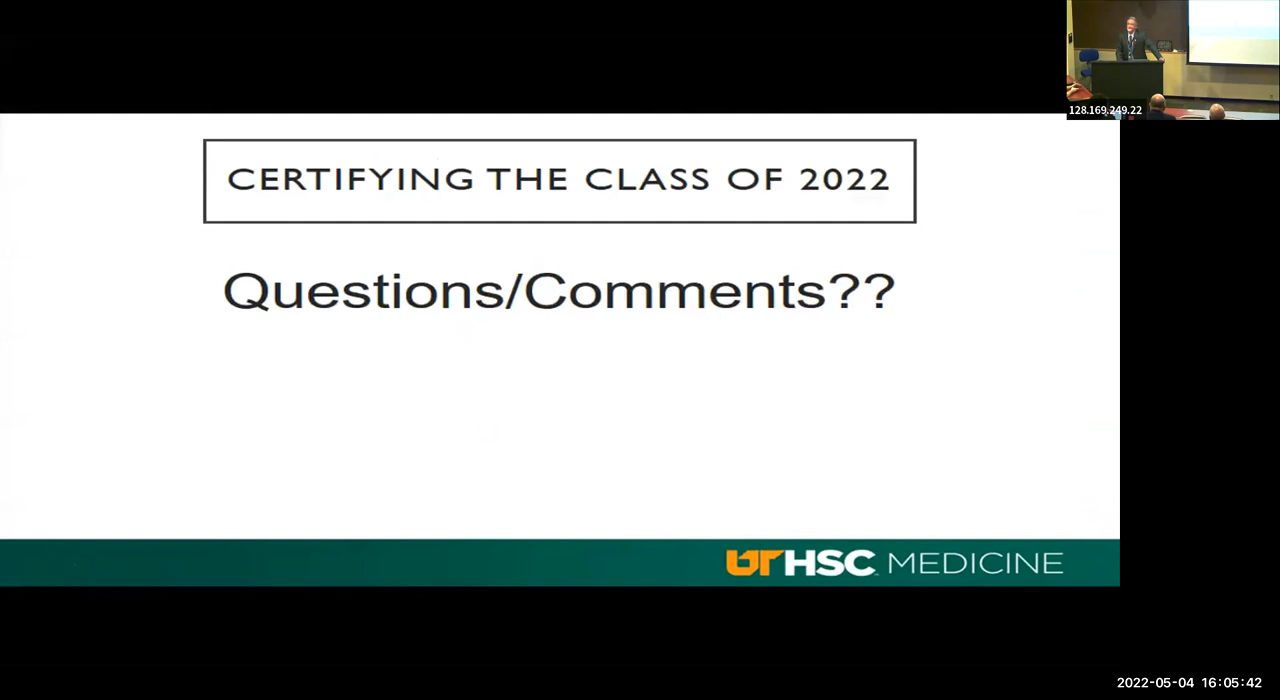 128.169.249.22
CERTIFYING THE CLASS OF 2022
Questions/Comments??
UTHSC MEDICINE
2022-05-04 16:05:42